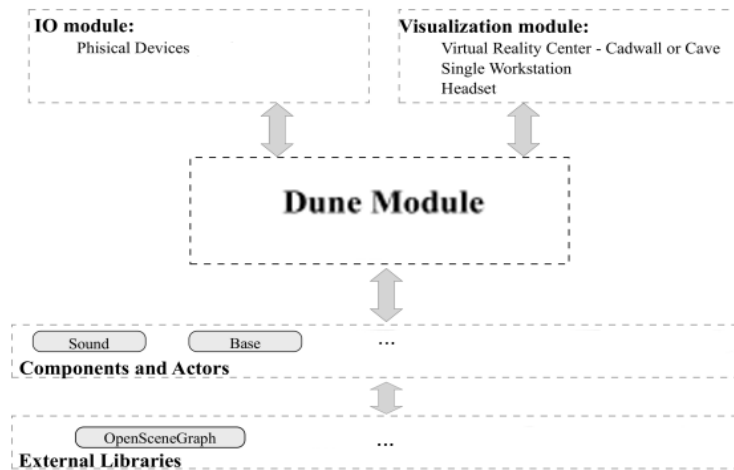 IO module:
Phisical Devices
Visualization module:
Virtual Reality Center - Cadwall or Cave
Single Workstation
Headset
Dune Module
Sound
Base
...
Components and Actors
OpenSceneGraph
...
External Libraries